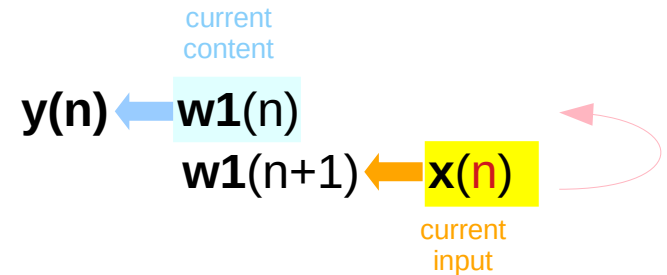 current
content
y(n) w1(n)
w1(n+1) x(n)
current
input